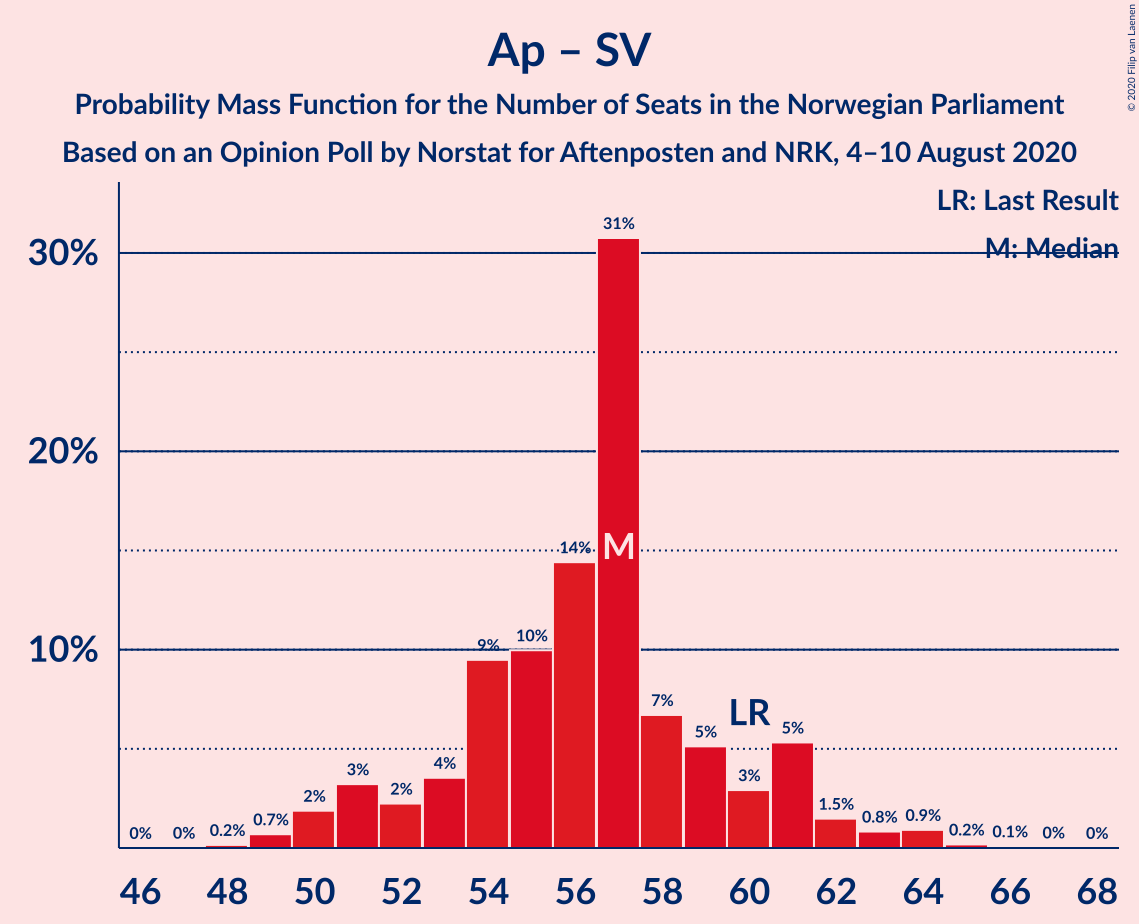 Ap – SV
Probability Mass Function for the Number of Seats in the Norwegian Parliament
Based on an Opinion Poll by Norstat for Aftenposten and NRK, 4–10 August 2020
© 2020 Filip van Laenen
LR: Last Result
M: Median
30%
20%
10%
0%
0%
0.2%
0.7%
2%
3%
2%
4%
9%
10%
14%
31%
M
7%
5%
LR
3%
5%
1.5%
0.8%
0.9%
0.2%
0.1%
0%
0%
46 48 50 52 54 56 58 60 62 64 66 68